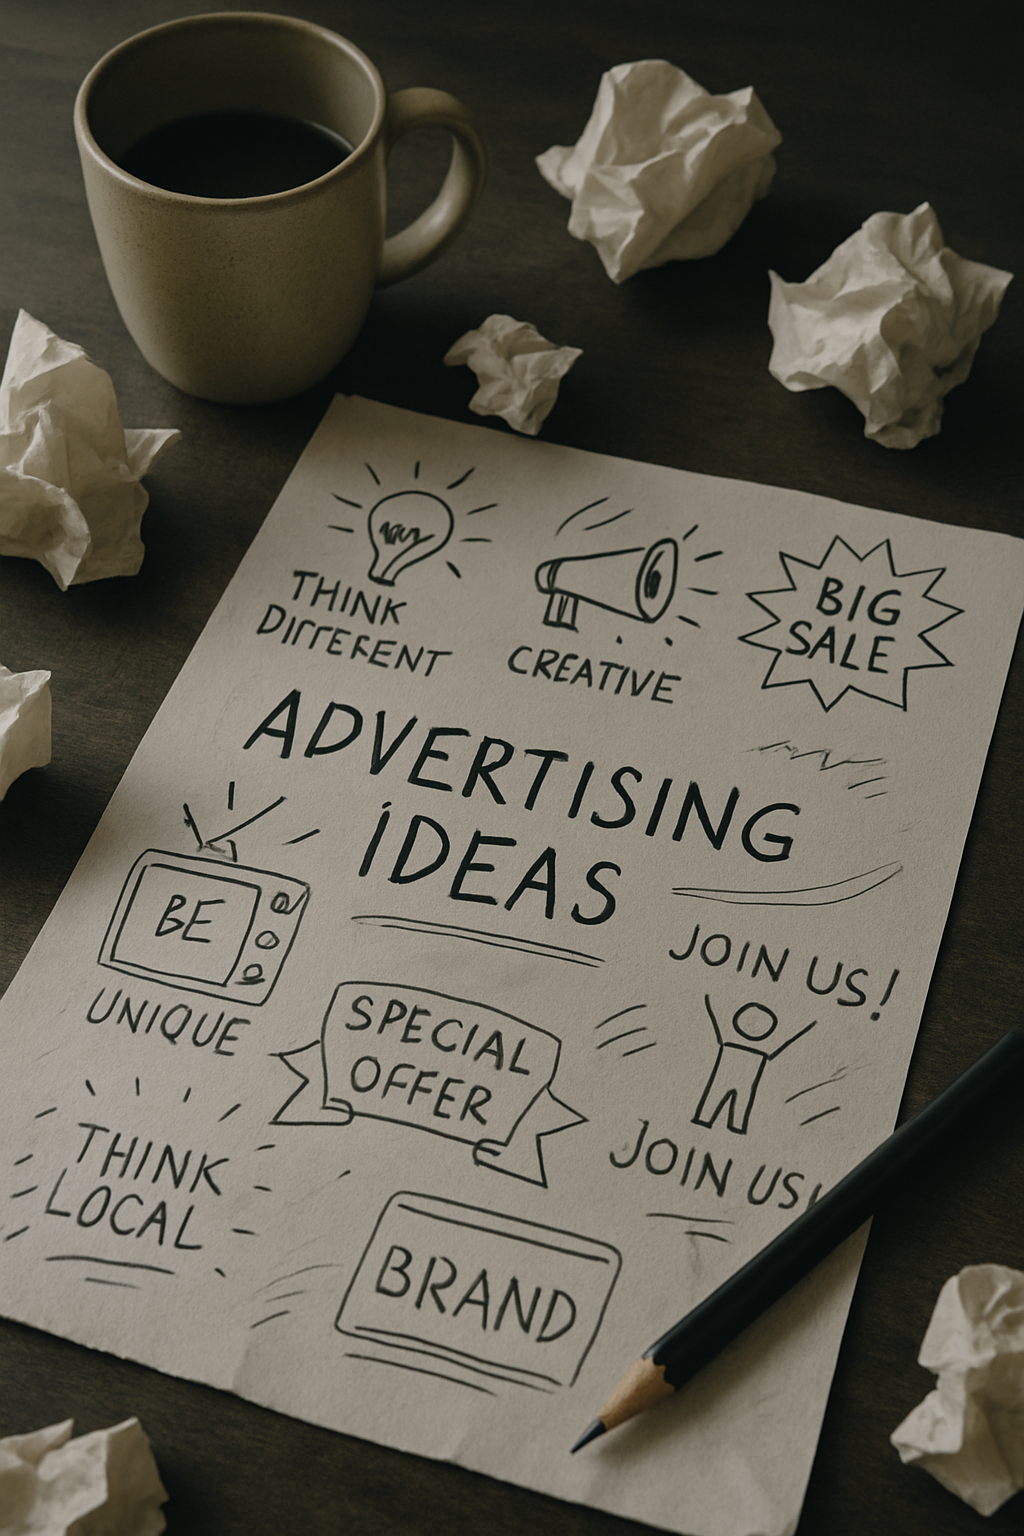 THINK
DIFFERENT
CREATIVE
BIG
SALE
ADVERTISING
IDEAS
BE
UNIQUE
SPECIAL
OFFER
JOIN US!
JOIN US!
THINK
LOCAL
BRAND